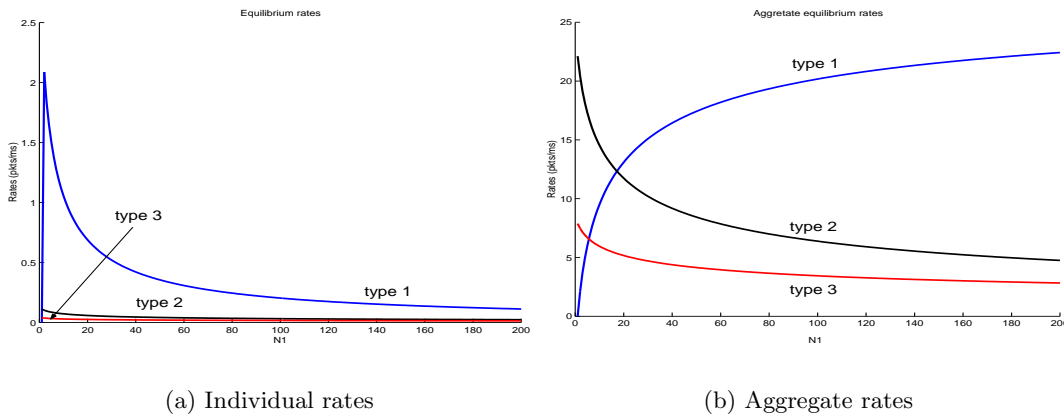 Equilibrium rates
2.5
2
1.5
1
0.5
0
Rates (pkts/ms)
type 3
type 2
type 1
0 20 40 60 80 100 120 140 160 180 200
N1
(a) Individual rates
Aggretate equilibrium rates
25
20
15
10
5
0
Rates (pkts/ms)
type 1
type 2
type 3
0 20 40 60 80 100 120 140 160 180 200
N1
(b) Aggregate rates